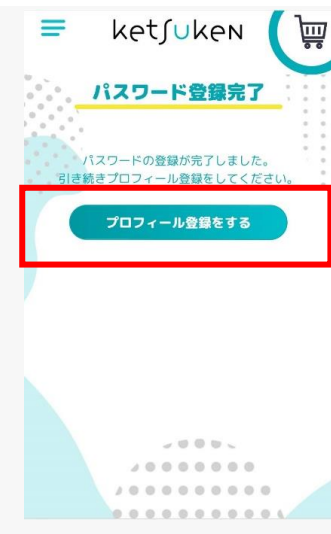 ketsuken
パスワード登録完了
パスワードの登録が完了しました。
引き続きプロフィール登録をしてください。
プロフィール登録をする